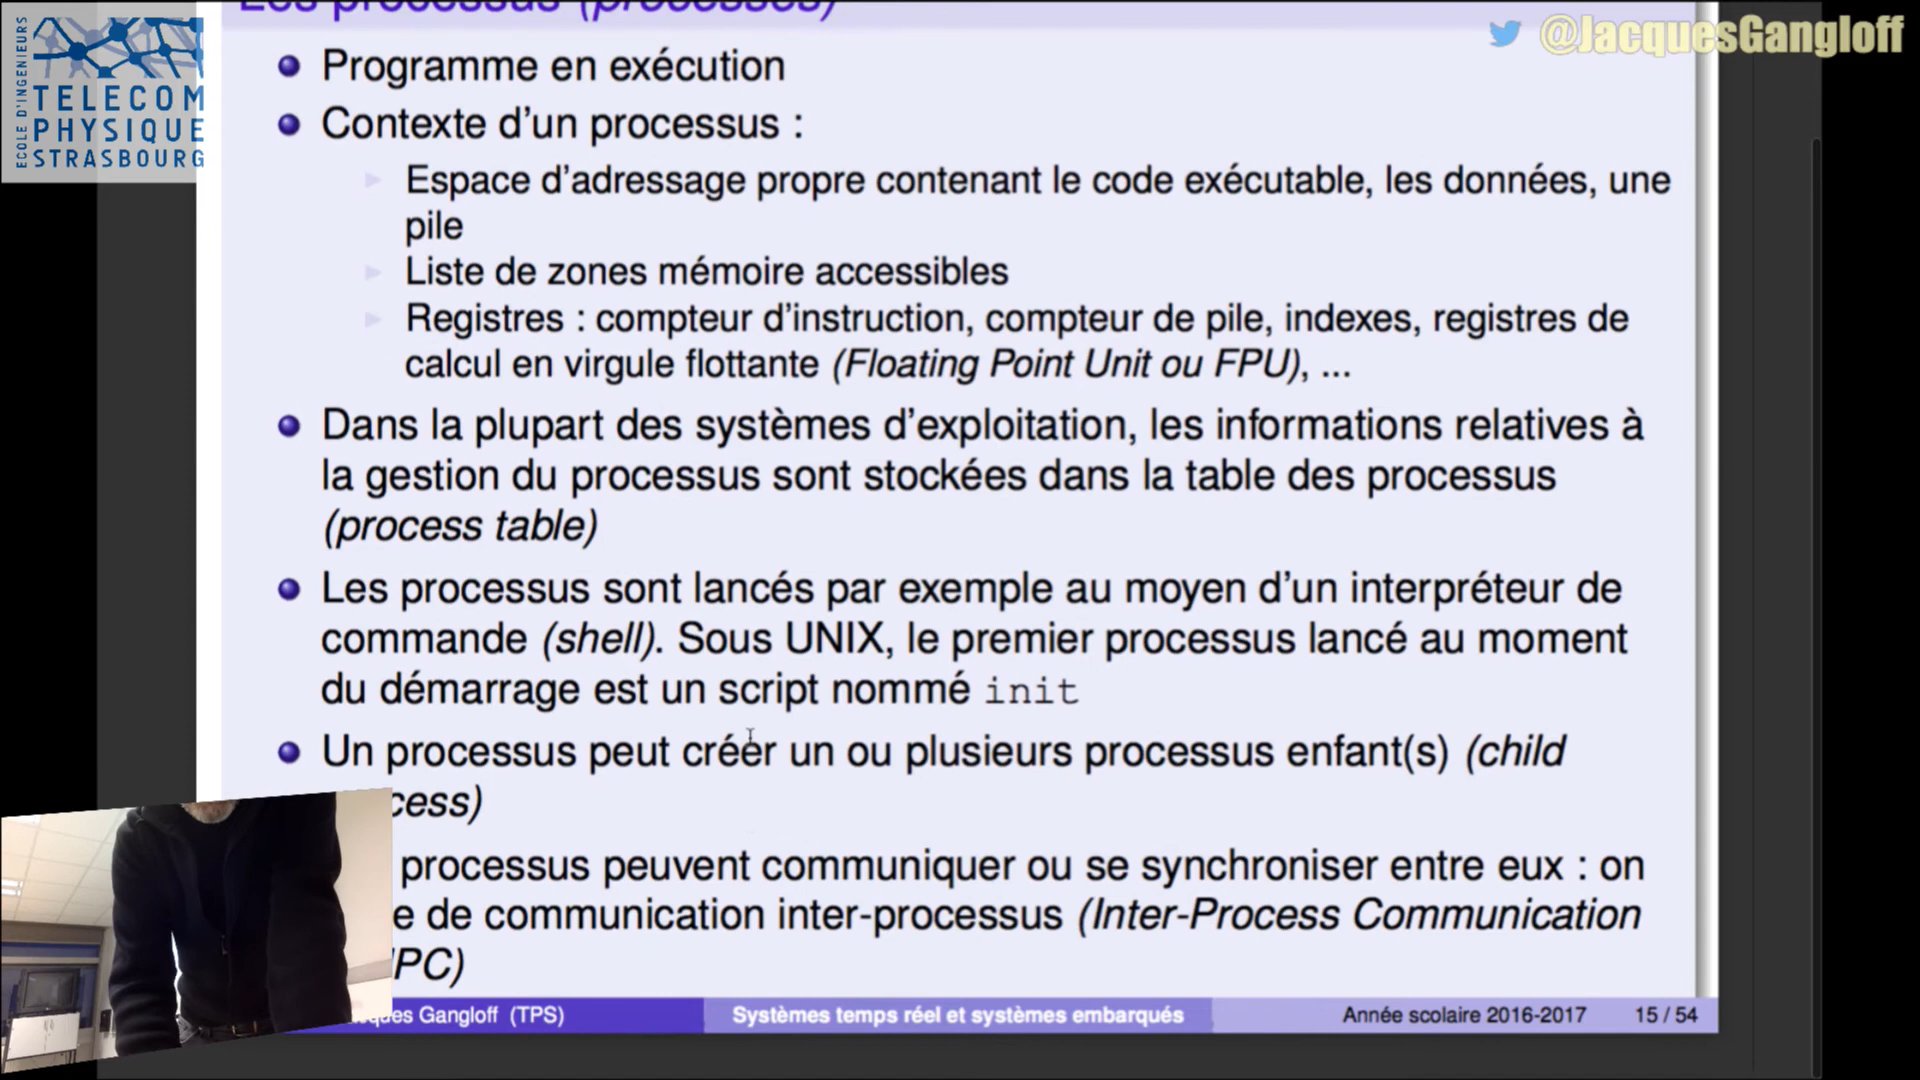 Les processus (processes)
@JacquesGangloff
ECOLE D'INGENIEURS
TELECOM
PHYSIQUE
STRASBOURG
Programme en exécution
Contexte d'un processus :
Espace d'adressage propre contenant le code exécutable, les données, une
pile
Liste de zones mémoire accessibles
Registres : compteur d'instruction, compteur de pile, indexes, registres de
calcul en virgule flottante (Floating Point Unit ou FPU), ...
Dans la plupart des systèmes d'exploitation, les informations relatives à
la gestion du processus sont stockées dans la table des processus
(process table)
Les processus sont lancés par exemple au moyen d'un interpréteur de
commande (shell). Sous UNIX, le premier processus lancé au moment
du démarrage est un script nommé init
Un processus peut créer un ou plusieurs processus enfant(s) (child
cess)
processus peuvent communiquer ou se synchroniser entre eux : on
e de communication inter-processus (Inter-Process Communication
IPC)
ques Gangloff (TPS)
Systèmes temps réel et systèmes embarqués
Année scolaire 2016-2017
15 / 54